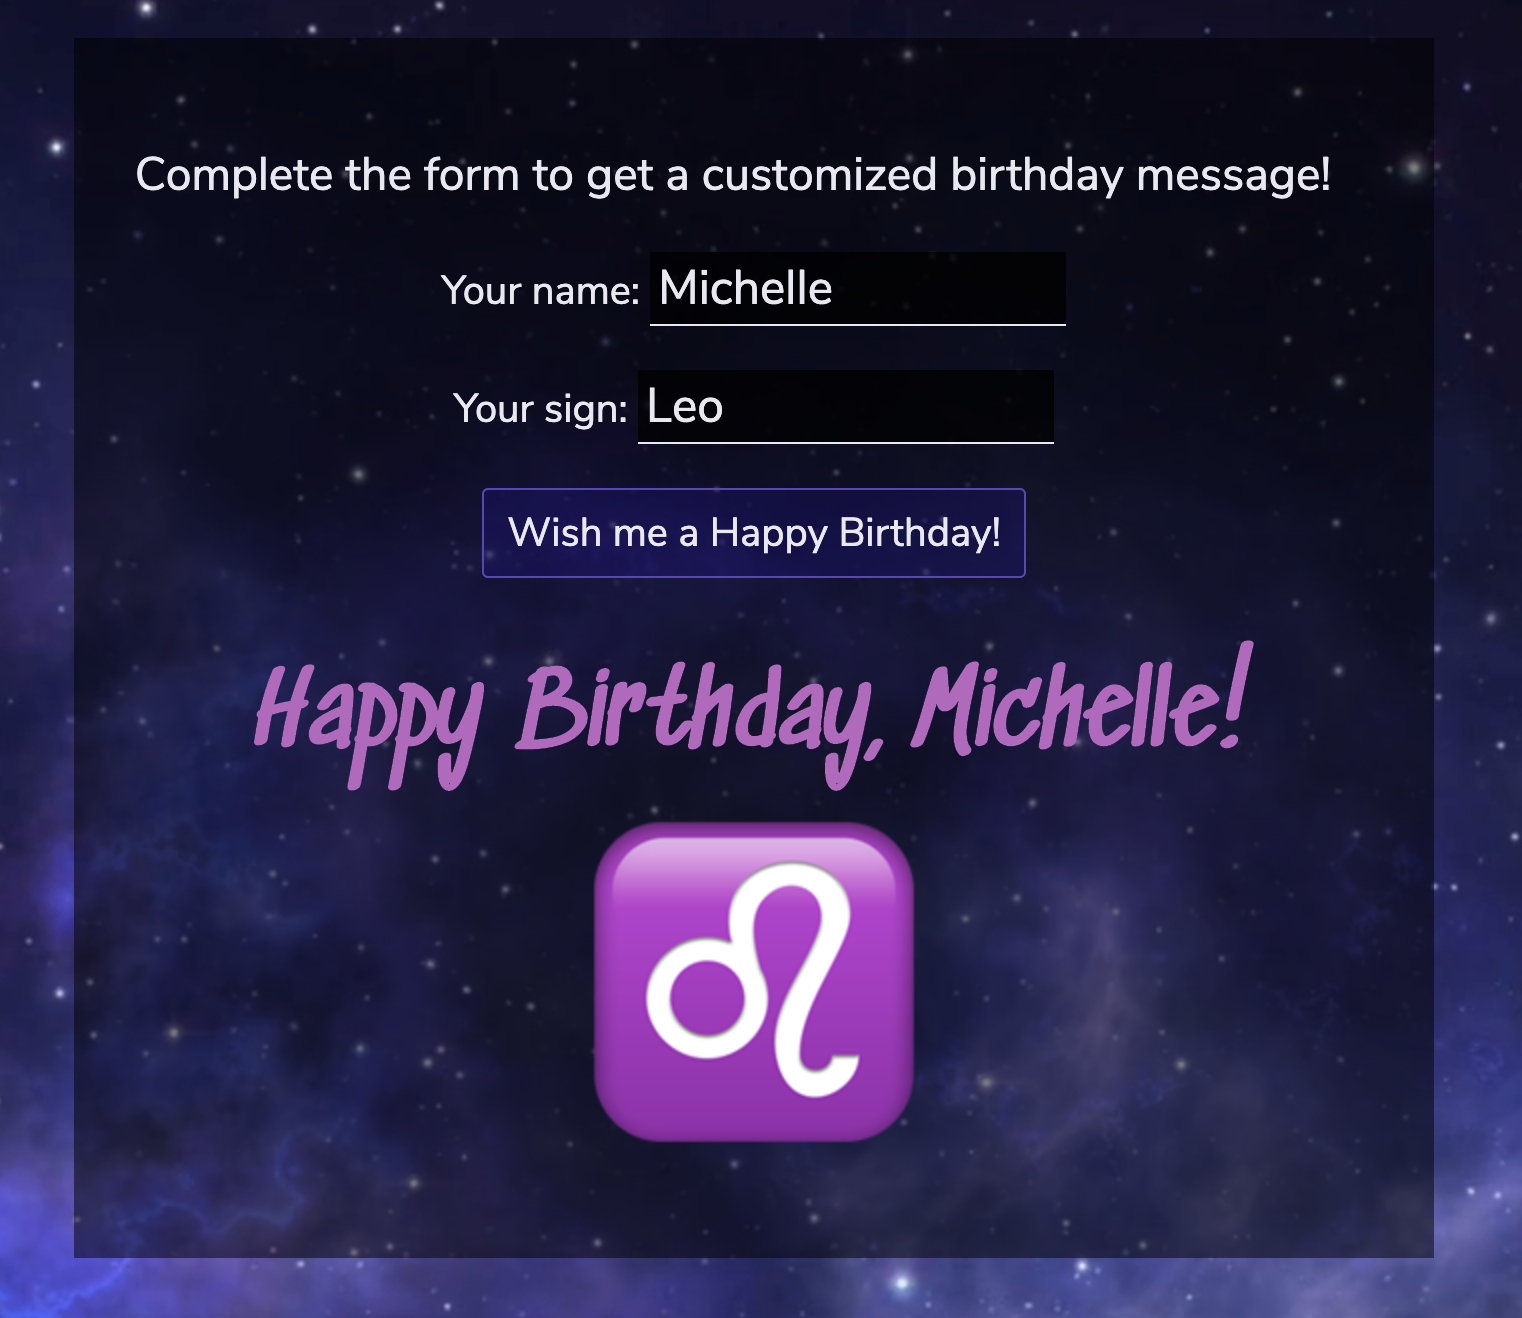 Complete the form to get a customized birthday message!
Your name: Michelle
Your sign: Leo
Wish me a Happy Birthday!
Happy Birthday, Michelle!
♌